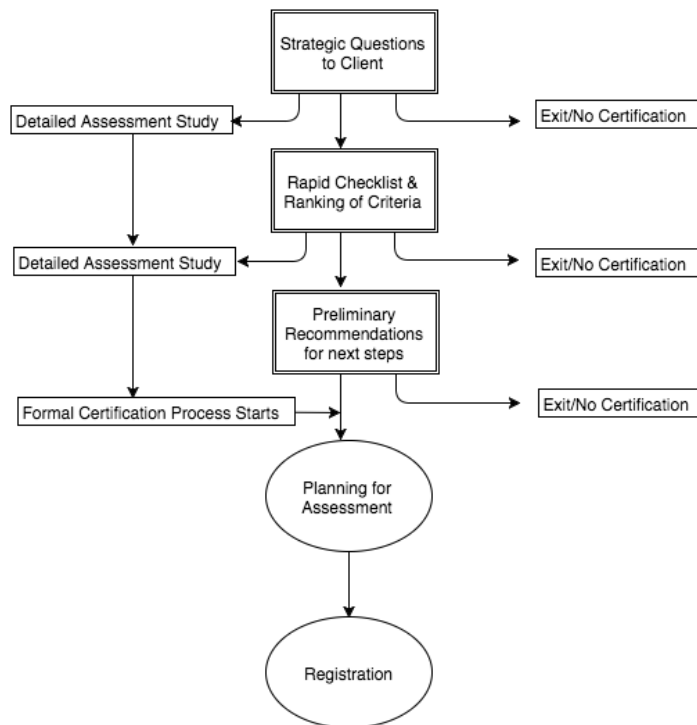 Strategic Questions
to Client
Detailed Assessment Study
Exit/No Certification
Rapid Checklist &
Ranking of Criteria
Detailed Assessment Study
Exit/No Certification
Preliminary
Recommendations
for next steps
Formal Certification Process Starts
Exit/No Certification
Planning for
Assessment
Registration